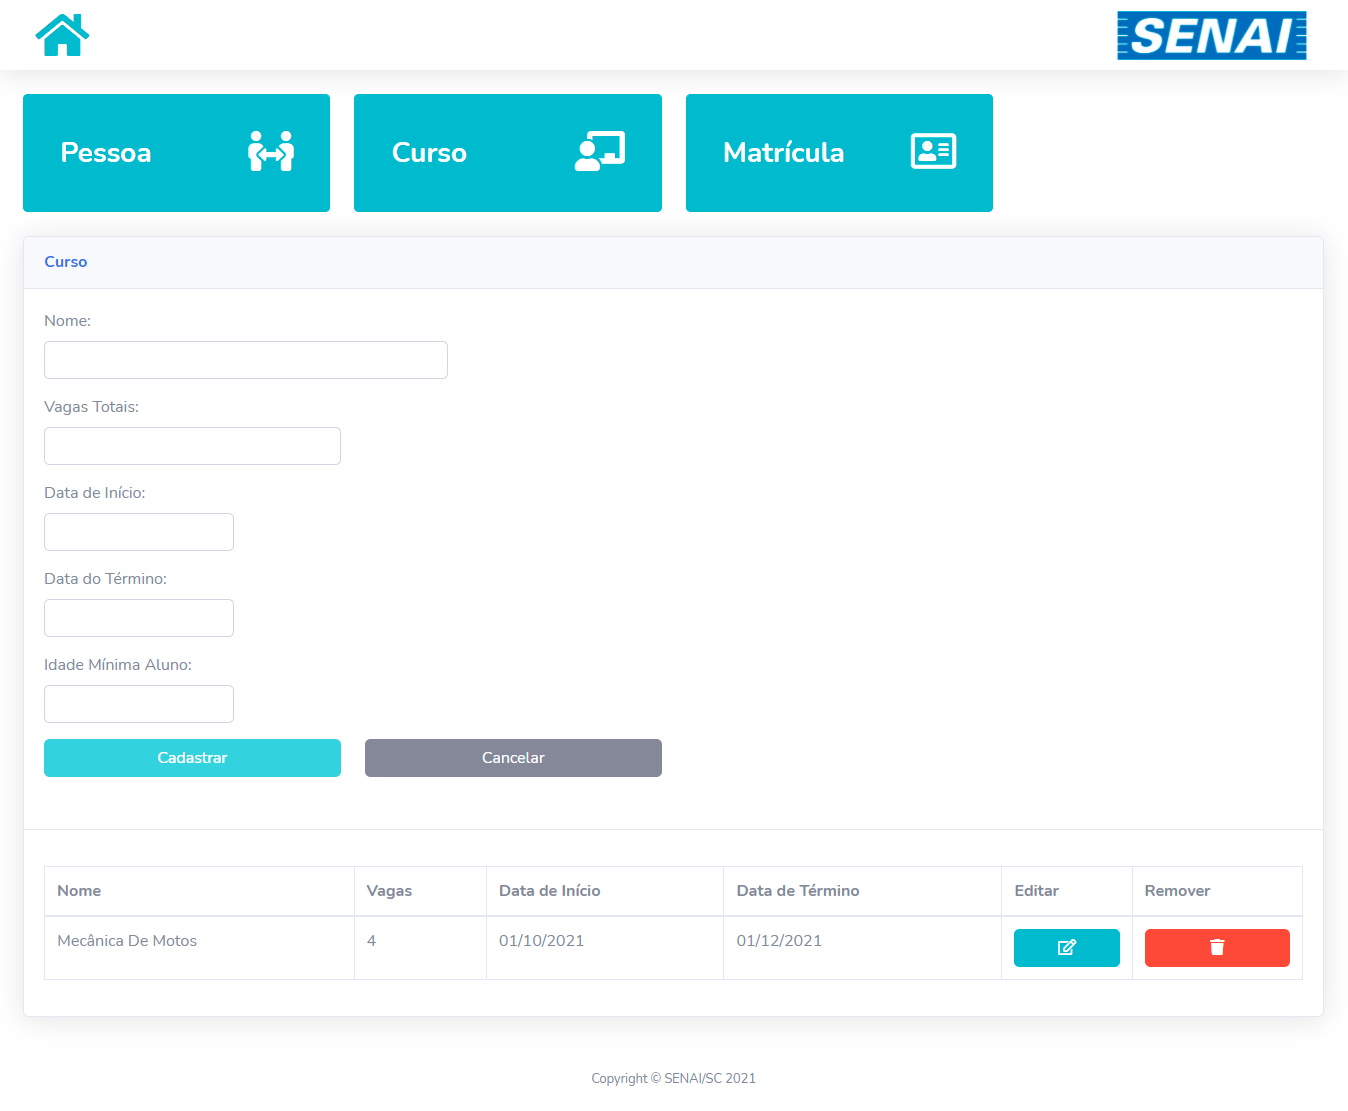 SENAI
Pessoa
Curso
Matrícula
Curso
Nome:
Vagas Totais:
Data de Início:
Data do Término:
Idade Mínima Aluno:
Cadastrar Cancelar
Nome Vagas Data de Início Data de Término Editar Remover
Mecânica De Motos 4 01/10/2021 01/12/2021
Copyright © SENAI/SC 2021